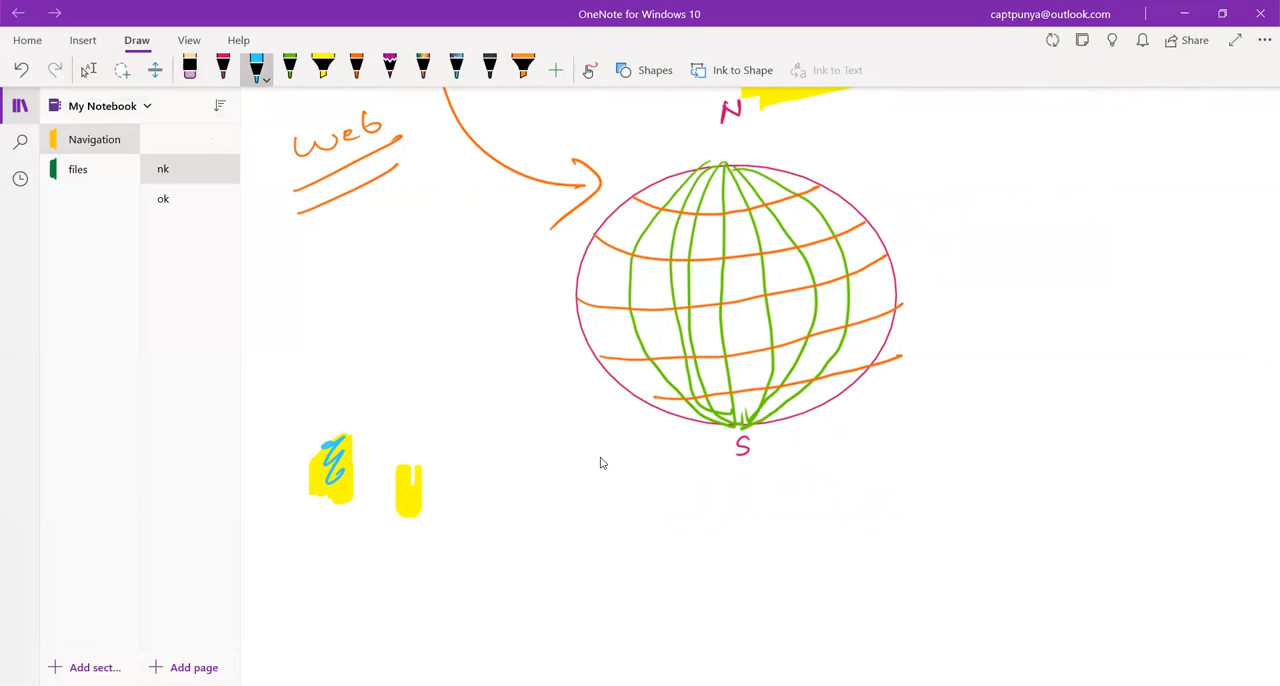 OneNote for Windows 10
captpunya@outlook.com
Home
Insert
Draw
View
Help
Share
Shapes
Ink to Shape
Ink to Text
My Notebook
Navigation
files
nk
ok
Web
N
S
Add sect...
Add page